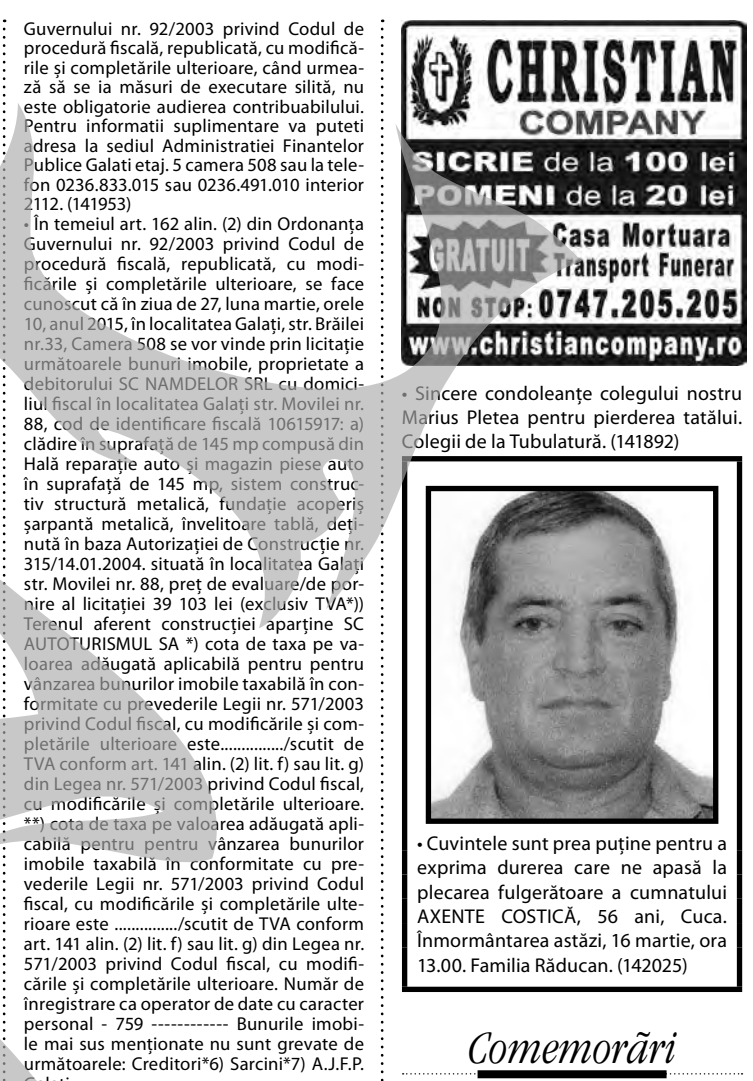 Guvernului nr. 92/2003 privind Codul de
procedură fiscală, republicată, cu modifică-
rile și completările ulterioare, când urmea-
ză să se ia măsuri de executare silită, nu
este obligatorie audierea contribuabilului.
Pentru informatii suplimentare va puteti
adresa la sediul Administratiei Finantelor
Publice Galati etaj. 5 camera 508 sau la tele-
fon 0236.833.015 sau 0236.491.010 interior
2112. (141953)
• În temeiul art. 162 alin. (2) din Ordonanța
Guvernului nr. 92/2003 privind Codul de
procedură fiscală, republicată, cu modi-
ficările și completările ulterioare, se face
cunoscut că în ziua de 27, luna martie, orele
10, anul 2015, în localitatea Galați, str. Brăilei
nr.33, Camera 508 se vor vinde prin licitație
următoarele bunuri imobile, proprietate a
debitorului SC NAMDELOR SRL cu domici-
liul fiscal în localitatea Galați str. Movilei nr.
88, cod de identificare fiscală 10615917: a)
clădire în suprafață de 145 mp compusă din
Hală reparație auto și magazin piese auto
în suprafață de 145 mp, sistem construc-
tiv structură metalică, fundație acoperiș
șarpantă metalică, învelitoare tablă, deți-
nută în baza Autorizației de Construcție nr.
315/14.01.2004. situată în localitatea Galați
str. Movilei nr. 88, preț de evaluare/de por-
nire al licitației 39 103 lei (exclusiv TVA*))
Terenul aferent construcției aparține SC
AUTOTURISMUL SA *) cota de taxa pe va-
loarea adăugată aplicabilă pentru pentru
vânzarea bunurilor imobile taxabilă în con-
formitate cu prevederile Legii nr. 571/2003
privind Codul fiscal, cu modificările și com-
pletările ulterioare este.............../scutit de
TVA conform art. 141 alin. (2) lit. f) sau lit. g)
din Legea nr. 571/2003 privind Codul fiscal,
cu modificările și completările ulterioare.
**) cota de taxa pe valoarea adăugată apli-
cabilă pentru pentru vânzarea bunurilor
imobile taxabilă în conformitate cu pre-
vederile Legii nr. 571/2003 privind Codul
fiscal, cu modificările și completările ulte-
rioare este .............../scutit de TVA conform
art. 141 alin. (2) lit. f) sau lit. g) din Legea nr.
571/2003 privind Codul fiscal, cu modifi-
cările și completările ulterioare. Număr de
înregistrare ca operator de date cu caracter
personal - 759 ------------ Bunurile imobi-
le mai sus menționate nu sunt grevate de
următoarele: Creditori*6) Sarcini*7) A.J.F.P.
CHRISTIAN
COMPANY
SICRIE de la 100 lei
POMENI de la 20 lei
GRATUIT Casa Mortuara
Transport Funerar
NON STOP: 0747.205.205
www.christiancompany.ro
• Sincere condoleanțe colegului nostru
Marius Pletea pentru pierderea tatălui.
Colegii de la Tubulatură. (141892)
• Cuvintele sunt prea puține pentru a
exprima durerea care ne apasă la
plecarea fulgerătoare a cumnatului
AXENTE COSTICĂ, 56 ani, Cuca.
Înmormântarea astăzi, 16 martie, ora
13.00. Familia Răducan. (142025)
Comemorări